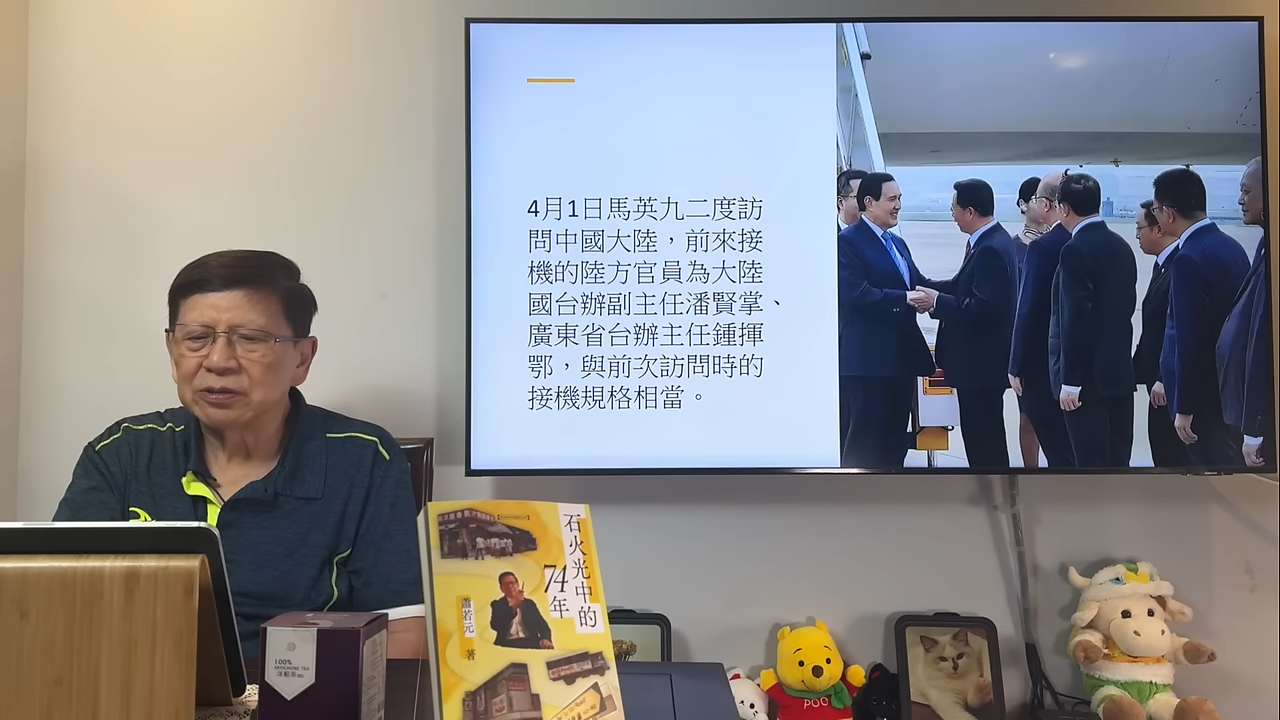 4月1日馬英九二度訪
問中國大陸，前來接
機的陸方官員為大陸
國台辦副主任潘賢掌、
廣東省台辦主任鍾揮
鄂，與前次訪問時的
接機規格相當。
石火光中的
74年
蕭若元 著
100%
ARTICHOKE TEA
POO